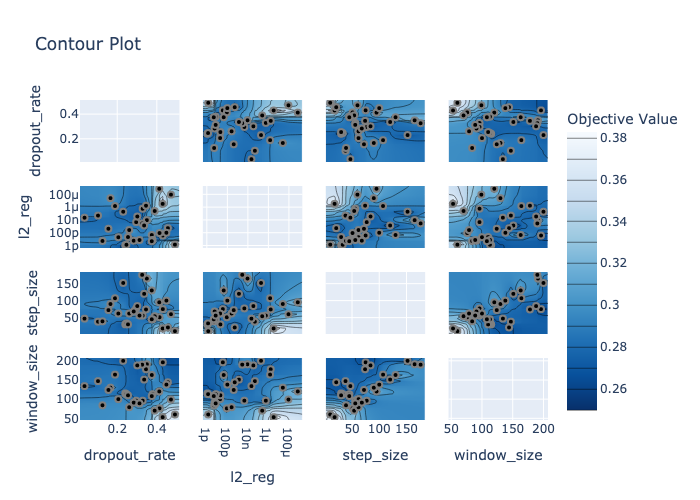 Contour Plot
Objective Value
dropout_rate
0.4
0.2
l2_reg
100μ
1μ
10n
100p
1p
step_size
150
100
50
window_size
200
150
100
50
0.2 0.4
1p 100p 10n 1μ 100μ
50 100 150
50 100 150 200
dropout_rate
l2_reg
step_size
window_size
0.38
0.36
0.34
0.32
0.3
0.28
0.26